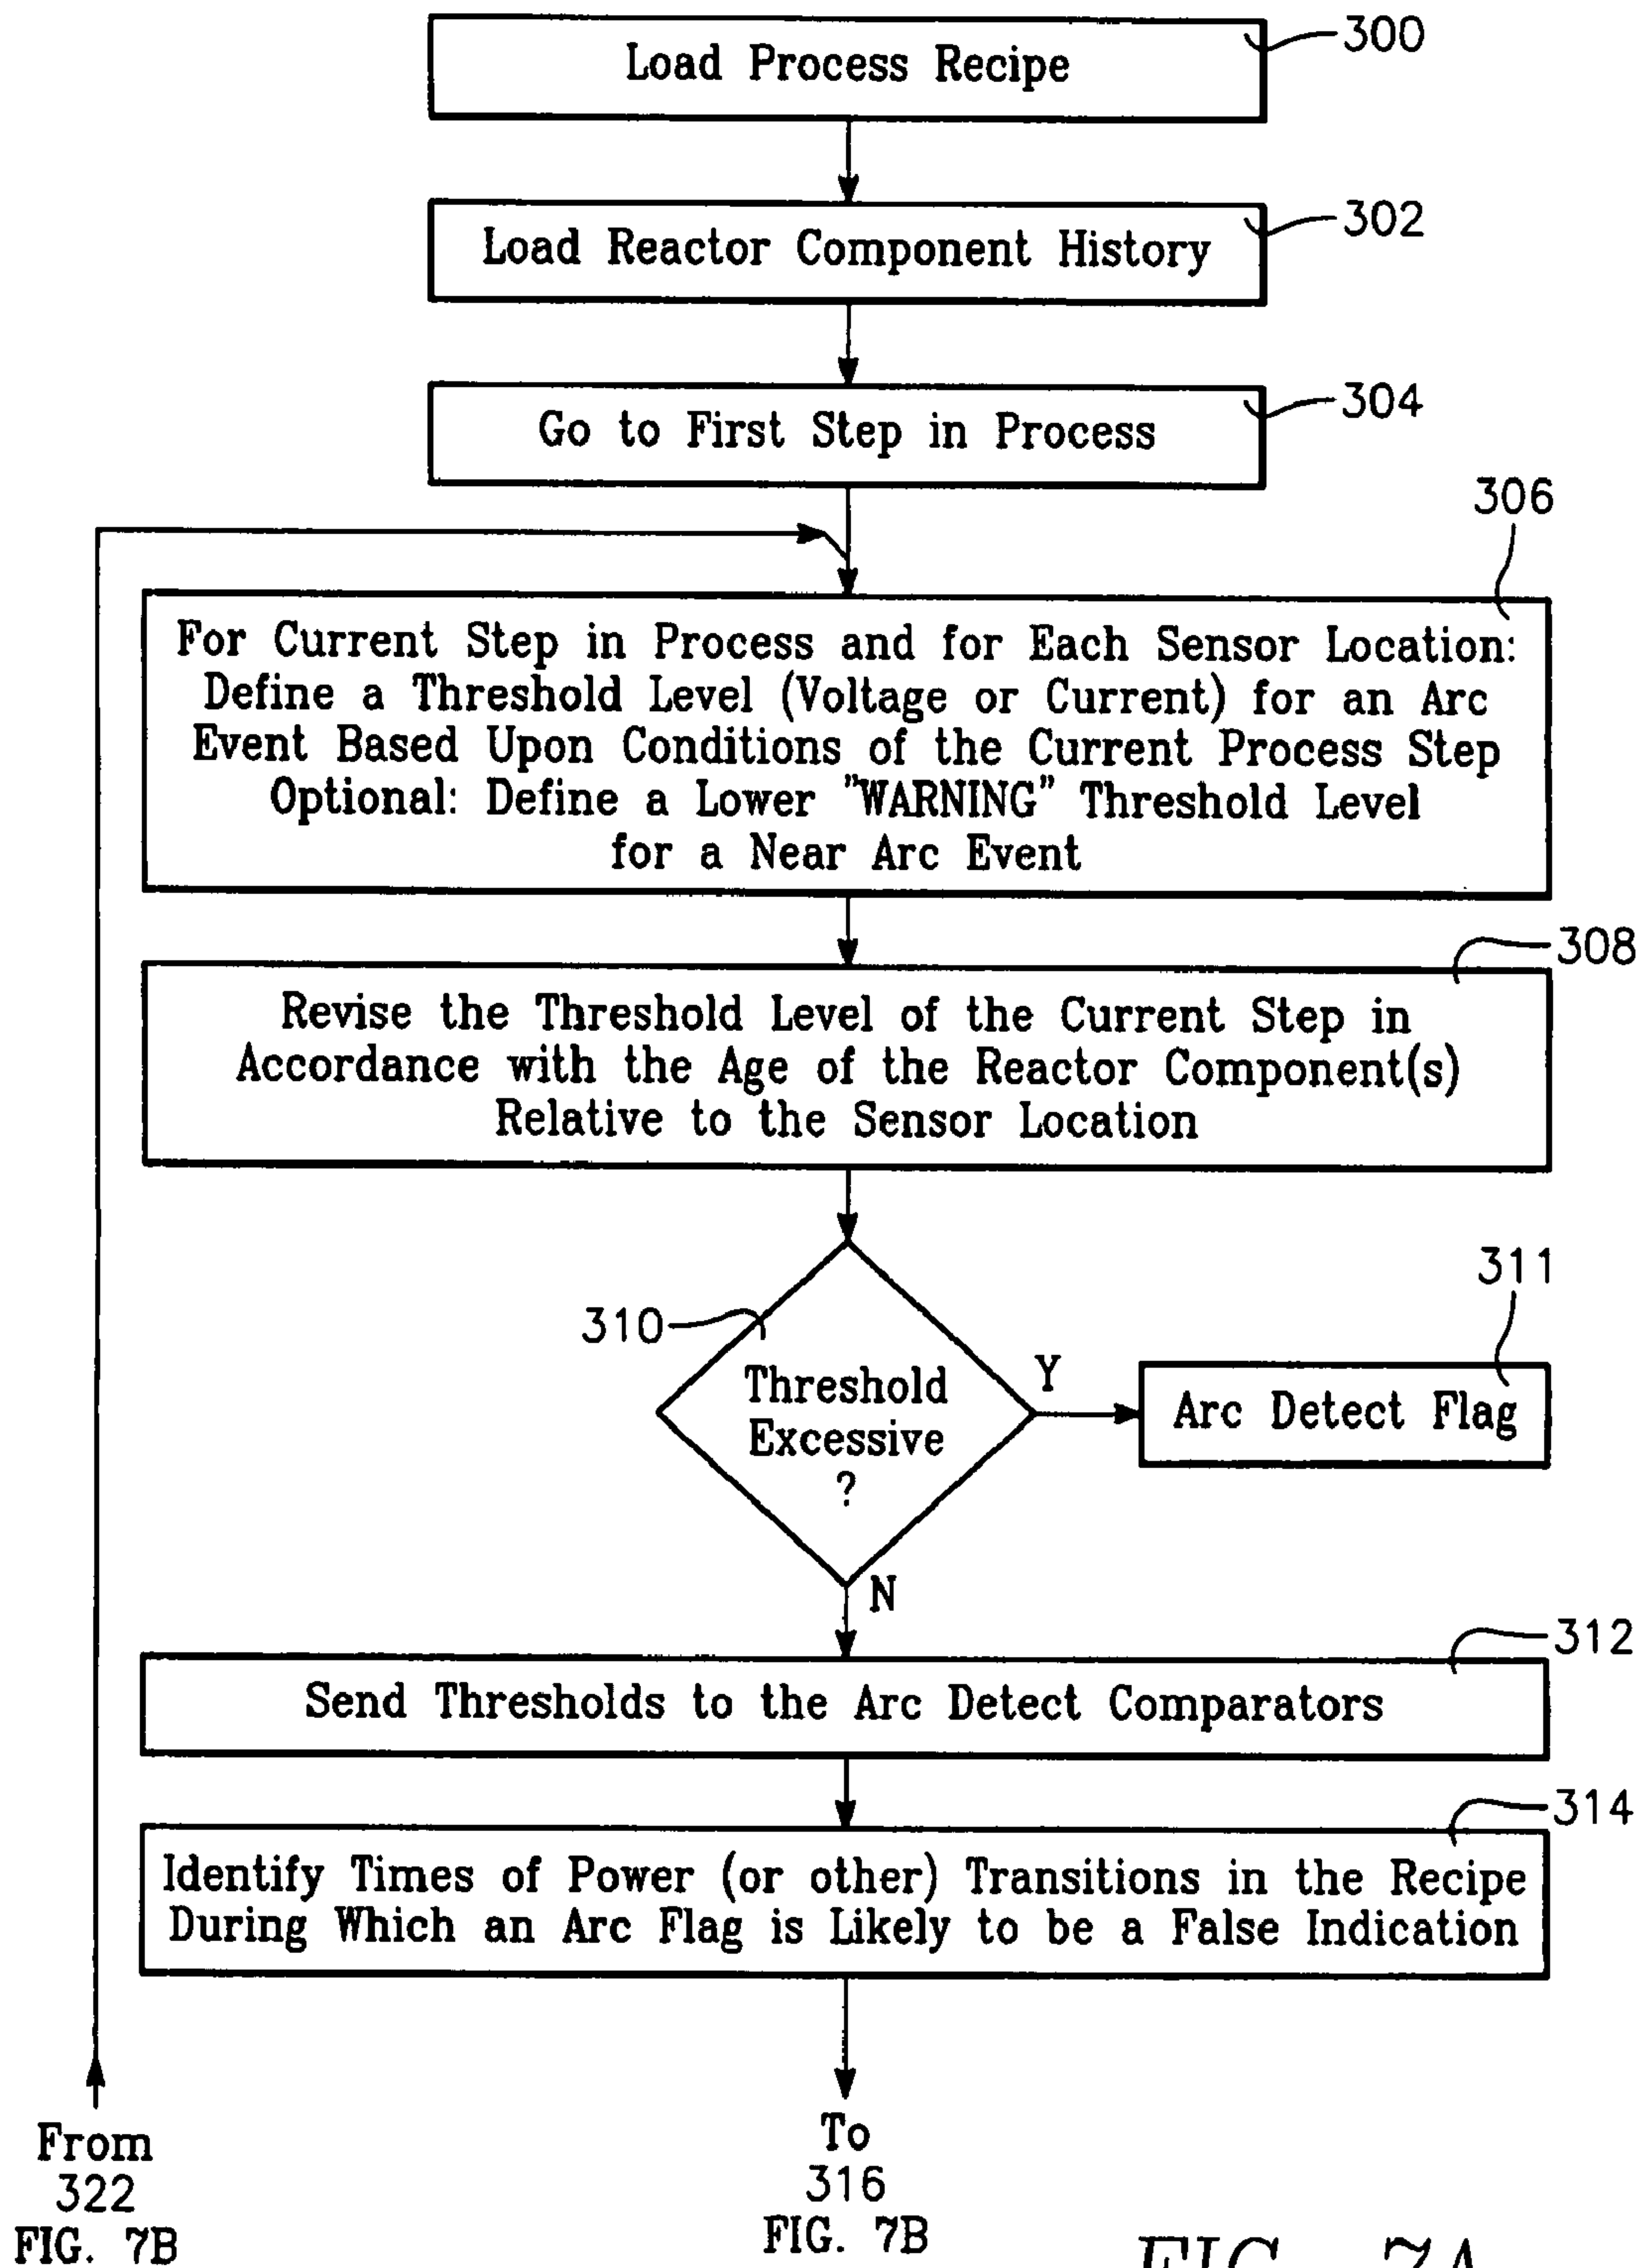 300
Load Process Recipe
302
Load Reactor Component History
304
Go to First Step in Process
306
For Current Step in Process and for Each Sensor Location:
Define a Threshold Level (Voltage or Current) for an Arc
Event Based Upon Conditions of the Current Process Step
Optional: Define a Lower "WARNING" Threshold Level
for a Near Arc Event
308
Revise the Threshold Level of the Current Step in
Accordance with the Age of the Reactor Component(s)
Relative to the Sensor Location
310
Threshold
Excessive
?
Y
311
Arc Detect Flag
N
312
Send Thresholds to the Arc Detect Comparators
314
Identify Times of Power (or other) Transitions in the Recipe
During Which an Arc Flag is Likely to be a False Indication
From
322
FIG. 7B
To
316
FIG. 7B
FIG. 7A